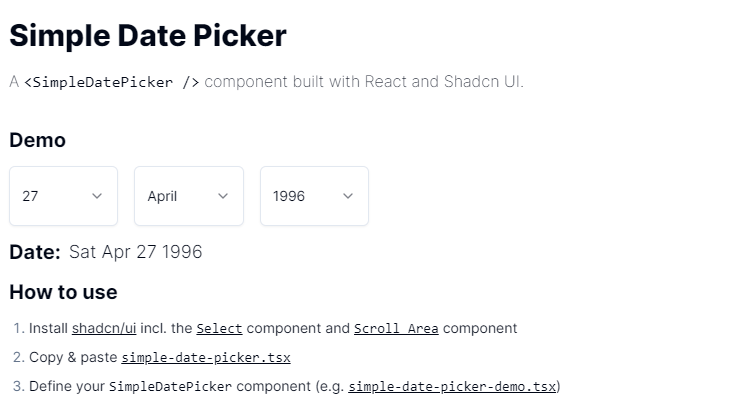 Simple Date Picker
A <SimpleDatePicker /> component built with React and Shadcn UI.
Demo
27 April 1996
Date: Sat Apr 27 1996
How to use
1. Install shadcn/ui incl. the Select component and Scroll Area component
2. Copy & paste simple-date-picker.tsx
3. Define your SimpleDatePicker component (e.g. simple-date-picker-demo.tsx)